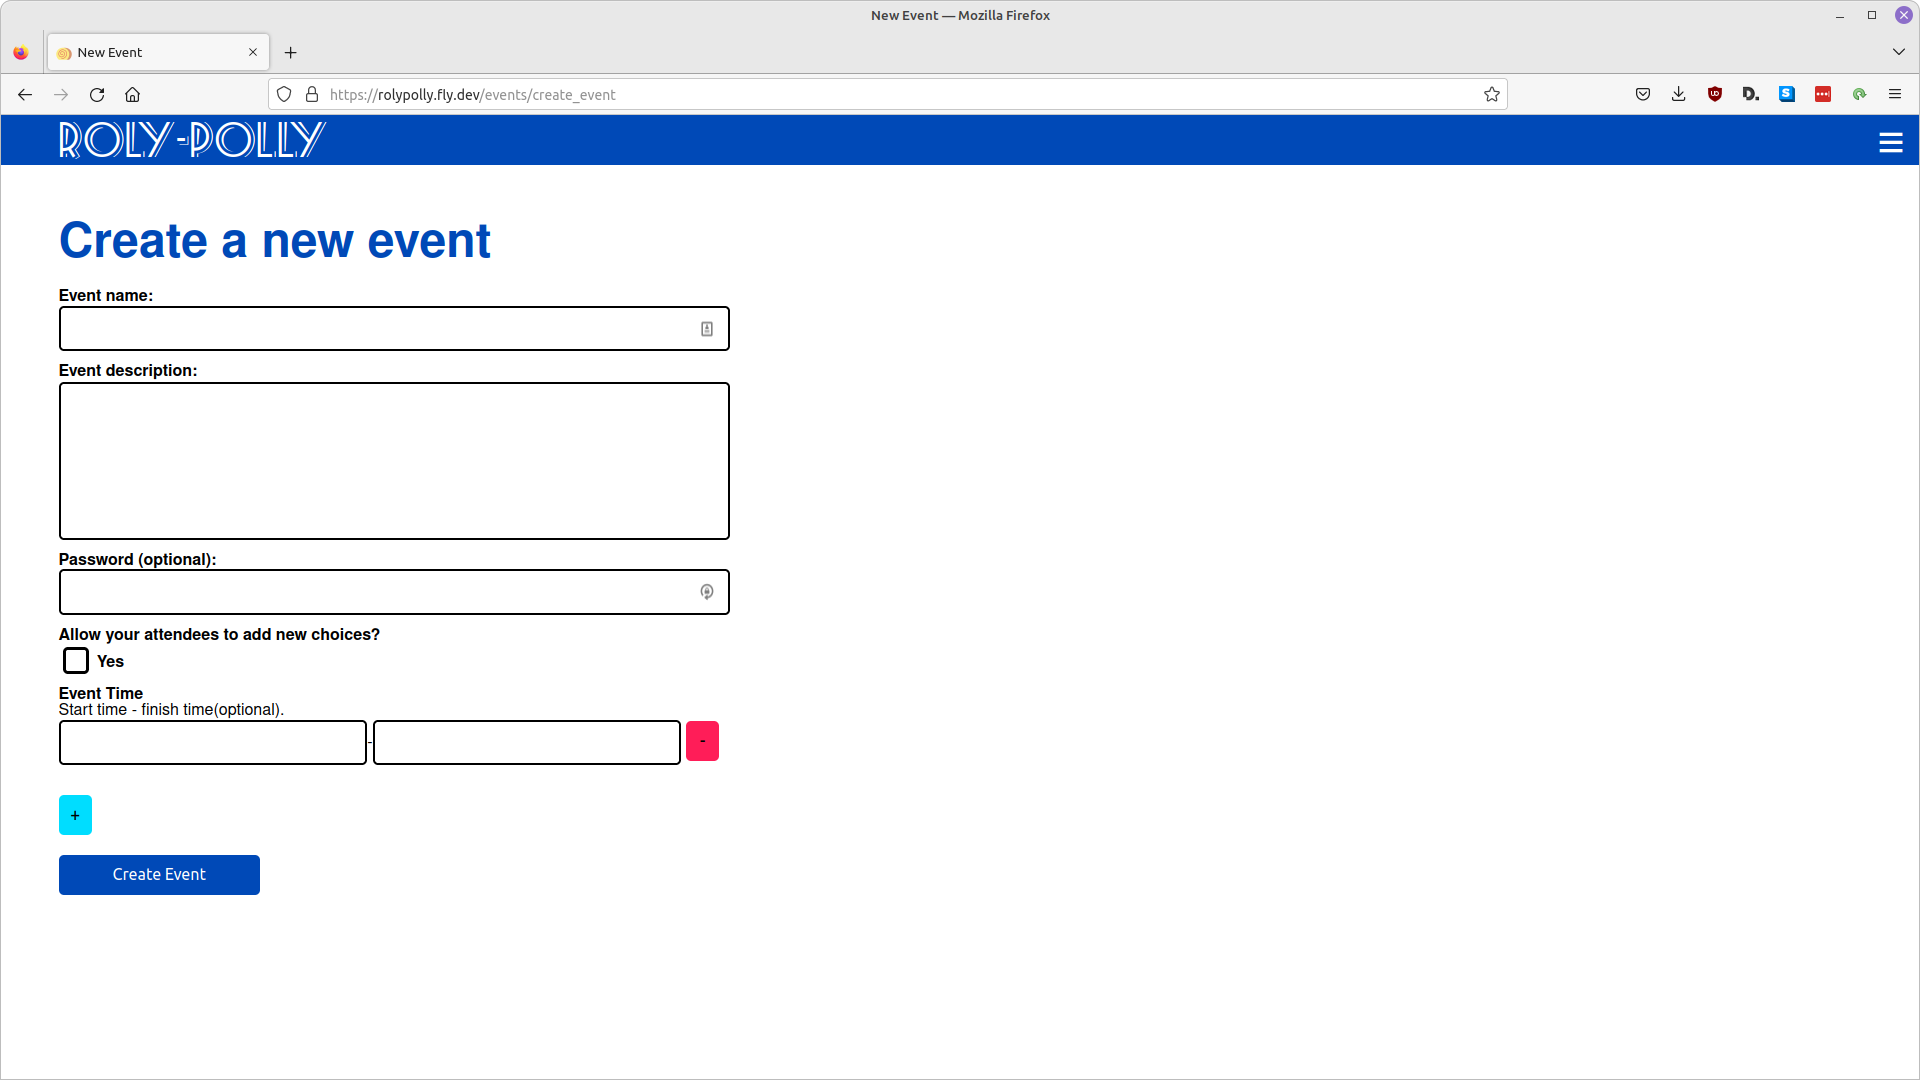 New Event — Mozilla Firefox
New Event
https://rolypolly.fly.dev/events/create_event
ROLY-POLLY
Create a new event
Event name:
Event description:
Password (optional):
Allow your attendees to add new choices?
Yes
Event Time
Start time - finish time(optional).
- -
+
Create Event